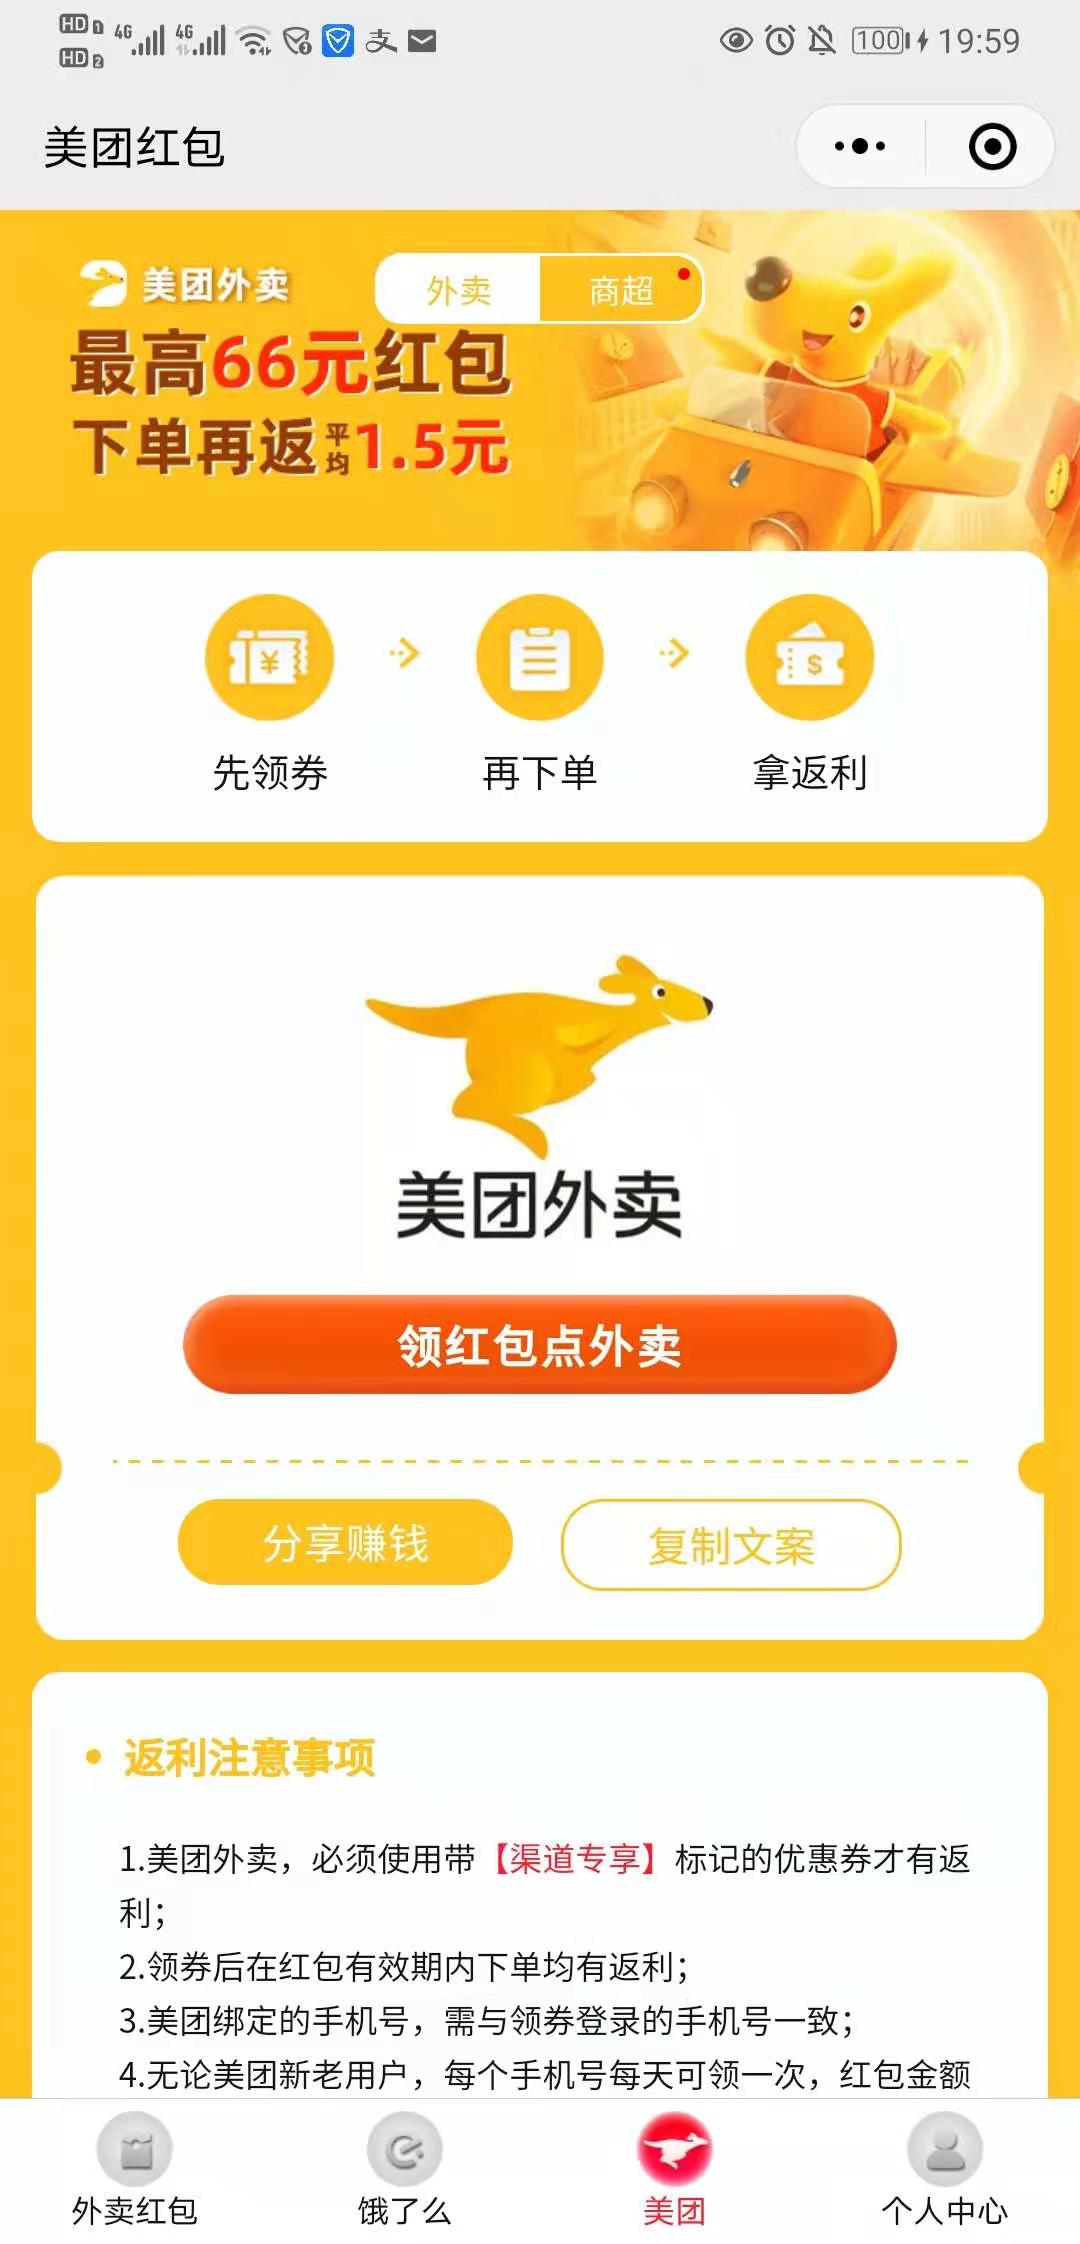 HD 1 4G 4G 100 19:59
HD 2
美团红包
美团外卖
外卖 商超
最高66元红包
下单再返平均1.5元
¥ $
先领券 再下单 拿返利
美团外卖
领红包点外卖
分享赚钱 复制文案
返利注意事项
1.美团外卖，必须使用带【渠道专享】标记的优惠券才有返
利；
2.领券后在红包有效期内下单均有返利；
3.美团绑定的手机号，需与领券登录的手机号一致；
4.无论美团新老用户，每个手机号每天可领一次，红包金额
外卖红包 饿了么 美团 个人中心